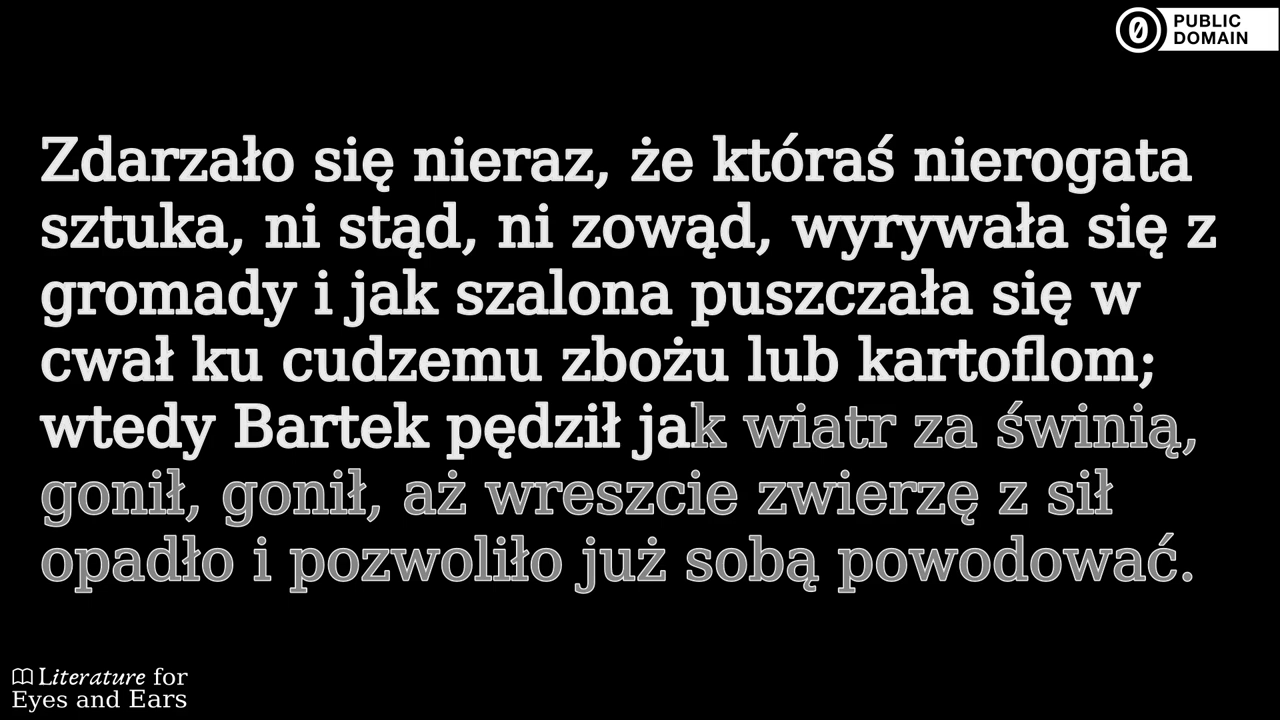 PUBLIC
DOMAIN
Zdarzało się nieraz, że któraś nierogata
sztuka, ni stąd, ni zowąd, wyrywała się z
gromady i jak szalona puszczała się w
cwał ku cudzemu zbożu lub kartoflom;
wtedy Bartek pędził jak wiatr za świnią,
gonił, gonił, aż wreszcie zwierzę z sił
opadło i pozwoliło już sobą powodować.
Literature for
Eyes and Ears